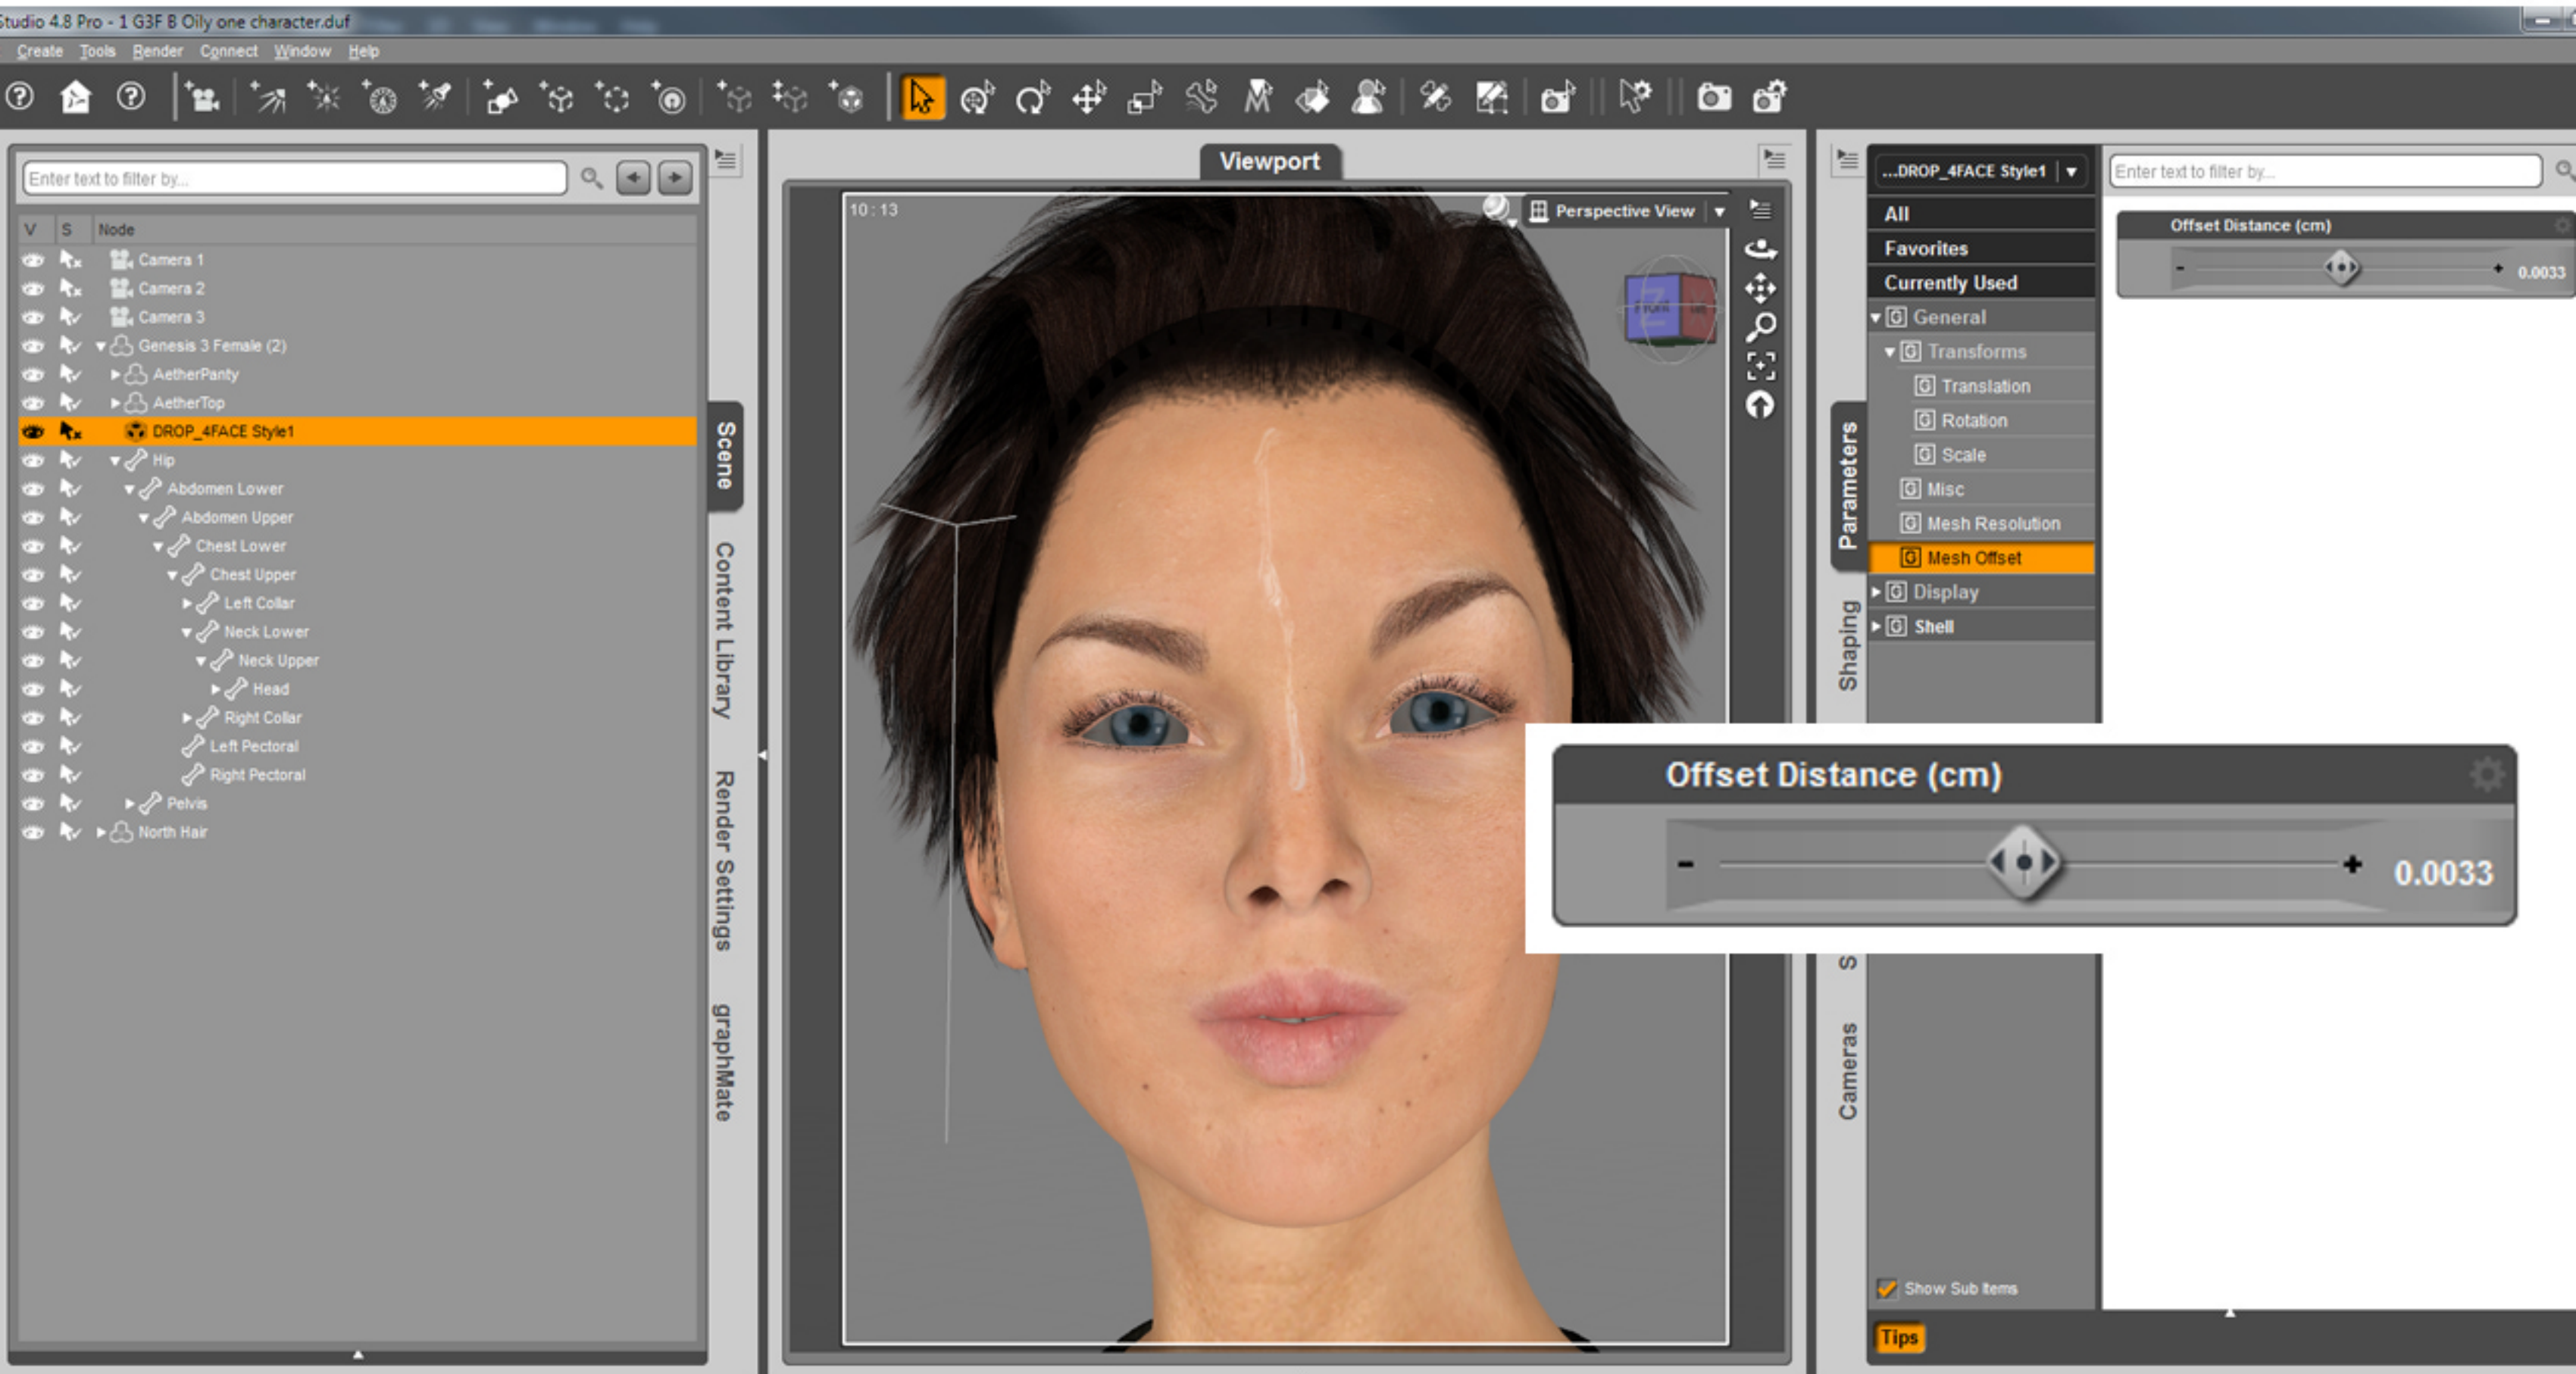 Studio 4.8 Pro - 1 G3F B Oily one character.duf
Create Tools Render Connect Window Help
Enter text to filter by...
V S Node
Camera 1
Camera 2
Camera 3
Genesis 3 Female (2)
AetherPanty
AetherTop
DROP_4FACE Style1
Hip
Abdomen Lower
Abdomen Upper
Chest Lower
Chest Upper
Left Collar
Neck Lower
Neck Upper
Head
Right Collar
Left Pectoral
Right Pectoral
Pelvis
North Hair
Scene
Content Library
Render Settings
graphMate
Viewport
10 : 13
Perspective View
Front
Parameters
Shaping
S
Cameras
...DROP_4FACE Style1
All
Favorites
Currently Used
General
Transforms
Translation
Rotation
Scale
Misc
Mesh Resolution
Mesh Offset
Display
Shell
Show Sub Items
Tips
Enter text to filter by...
Offset Distance (cm)
- + 0.0033
Offset Distance (cm)
- + 0.0033